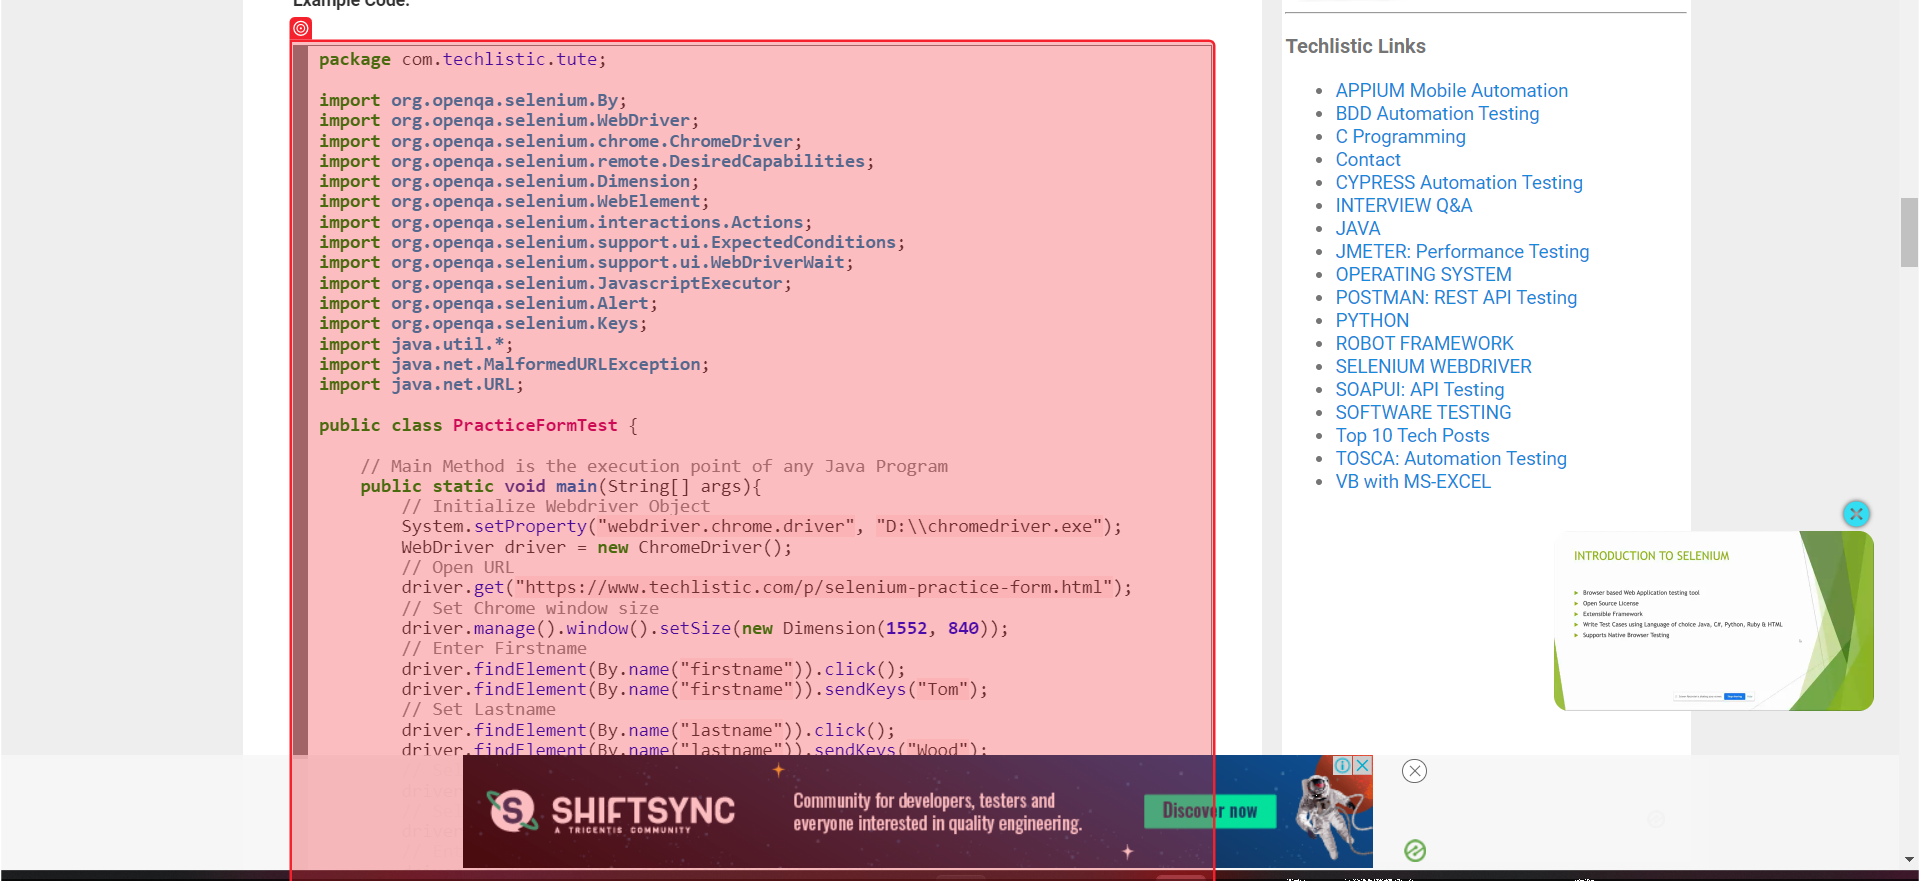 Example Code:
package com.techlistic.tute;
import org.openqa.selenium.By;
import org.openqa.selenium.WebDriver;
import org.openqa.selenium.chrome.ChromeDriver;
import org.openqa.selenium.remote.DesiredCapabilities;
import org.openqa.selenium.Dimension;
import org.openqa.selenium.WebElement;
import org.openqa.selenium.interactions.Actions;
import org.openqa.selenium.support.ui.ExpectedConditions;
import org.openqa.selenium.support.ui.WebDriverWait;
import org.openqa.selenium.JavascriptExecutor;
import org.openqa.selenium.Alert;
import org.openqa.selenium.Keys;
import java.util.*;
import java.net.MalformedURLException;
import java.net.URL;
public class PracticeFormTest {
// Main Method is the execution point of any Java Program
public static void main(String[] args){
// Initialize Webdriver Object
System.setProperty("webdriver.chrome.driver", "D:\\chromedriver.exe");
WebDriver driver = new ChromeDriver();
// Open URL
driver.get("https://www.techlistic.com/p/selenium-practice-form.html");
// Set Chrome window size
driver.manage().window().setSize(new Dimension(1552, 840));
// Enter Firstname
driver.findElement(By.name("firstname")).click();
driver.findElement(By.name("firstname")).sendKeys("Tom");
// Set Lastname
driver.findElement(By.name("lastname")).click();
driver.findElement(By.name("lastname")).sendKeys("Wood");
Techlistic Links
APPIUM Mobile Automation
BDD Automation Testing
C Programming
Contact
CYPRESS Automation Testing
INTERVIEW Q&A
JAVA
JMETER: Performance Testing
OPERATING SYSTEM
POSTMAN: REST API Testing
PYTHON
ROBOT FRAMEWORK
SELENIUM WEBDRIVER
SOAPUI: API Testing
SOFTWARE TESTING
Top 10 Tech Posts
TOSCA: Automation Testing
VB with MS-EXCEL
INTRODUCTION TO SELENIUM
Browser based Web Application testing tool
Open Source License
Extensible Framework
Write Test Cases using Language of choice Java, C#, Python, Ruby & HTML
Supports Native Browser Testing
SHIFTSYNC
A TRICENTIS COMMUNITY
Community for developers, testers and
everyone interested in quality engineering.
Discover now